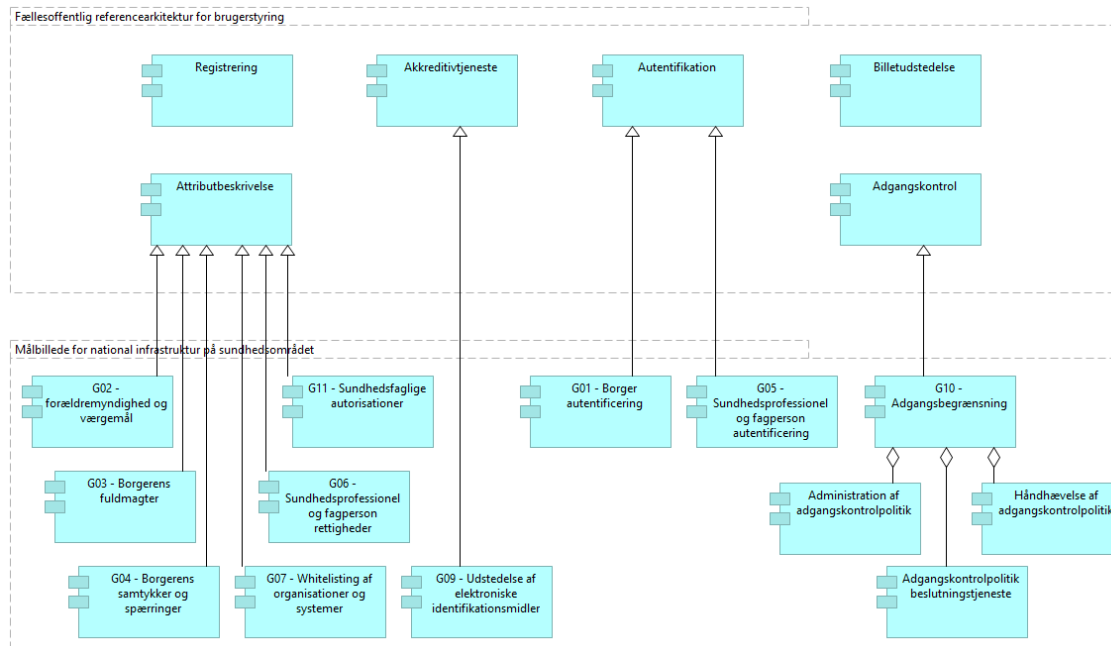 Fællesoffentlig referencearkitektur for brugerstyring
Registrering
Akkreditivtjeneste
Autentifikation
Billetudstedelse
Attributbeskrivelse
Adgangskontrol
Målbillede for national infrastruktur på sundhedsområdet
G02 -
forældremyndighed og
værgemål
G11 - Sundhedsfaglige
autorisationer
G01 - Borger
autentificering
G05 -
Sundhedsprofessionel
og fagperson
autentificering
G10 -
Adgangsbegrænsning
G03 - Borgerens
fuldmagter
G06 -
Sundhedsprofessionel
og fagperson
rettigheder
Administration af
adgangskontrolpolitik
Håndhævelse af
adgangskontrolpolitik
G04 - Borgerens
samtykker og
spærringer
G07 - Whitelisting af
organisationer og
systemer
G09 - Udstedelse af
elektroniske
identifikationsmidler
Adgangskontrolpolitik
beslutningstjeneste